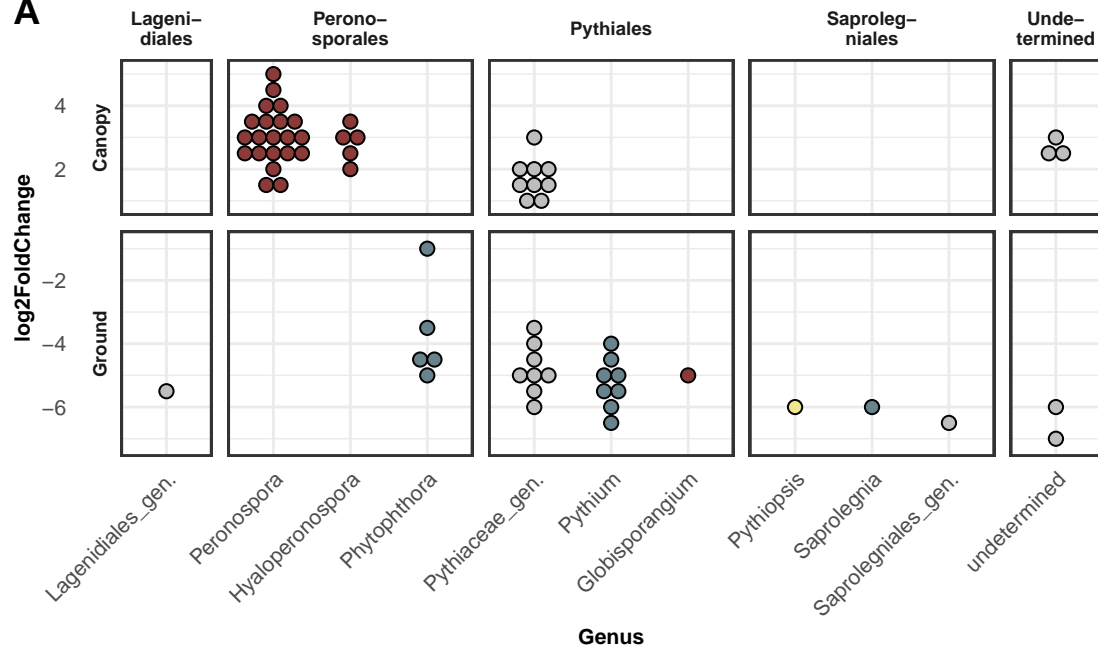 A
Lageni–
diales
Perono–
sporales
Pythiales
Saproleg–
niales
Unde–
termined
log2FoldChange
Canopy
4
2
Ground
−2
−4
−6
Lagenidiales_gen.
Peronospora
Hyaloperonospora
Phytophthora
Pythiaceae_gen.
Pythium
Globisporangium
Pythiopsis
Saprolegnia
Saprolegniales_gen.
undetermined
Genus